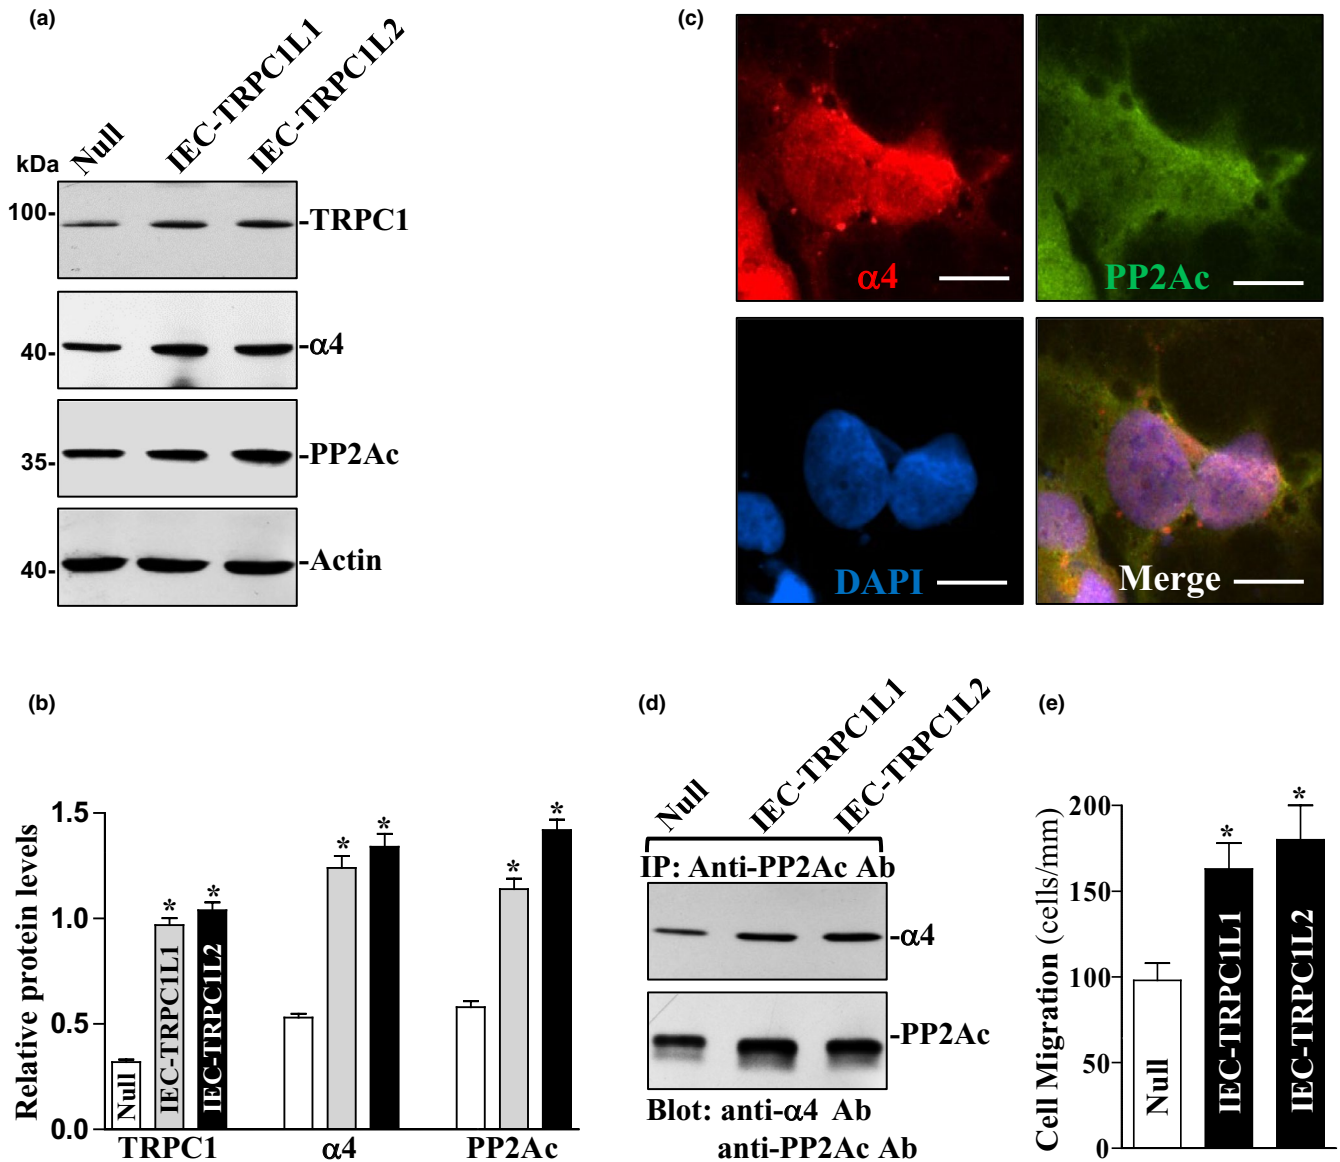 (a)
Null
IEC-TRPC1L1
IEC-TRPC1L2
kDa
100-
-TRPC1
40-
-α4
35-
-PP2Ac
40-
-Actin
(c)
α4
PP2Ac
DAPI
Merge
(b)
Relative protein levels
1.5
1.0
0.5
0.0
* * * * * *
Null
IEC-TRPC1L1
IEC-TRPC1L2
TRPC1 α4 PP2Ac
(d)
Null
IEC-TRPC1L1
IEC-TRPC1L2
IP: Anti-PP2Ac Ab
-α4
-PP2Ac
Blot: anti-α4 Ab
anti-PP2Ac Ab
(e)
Cell Migration (cells/mm)
200
150
100
50
0
* *
Null
IEC-TRPC1L1
IEC-TRPC1L2